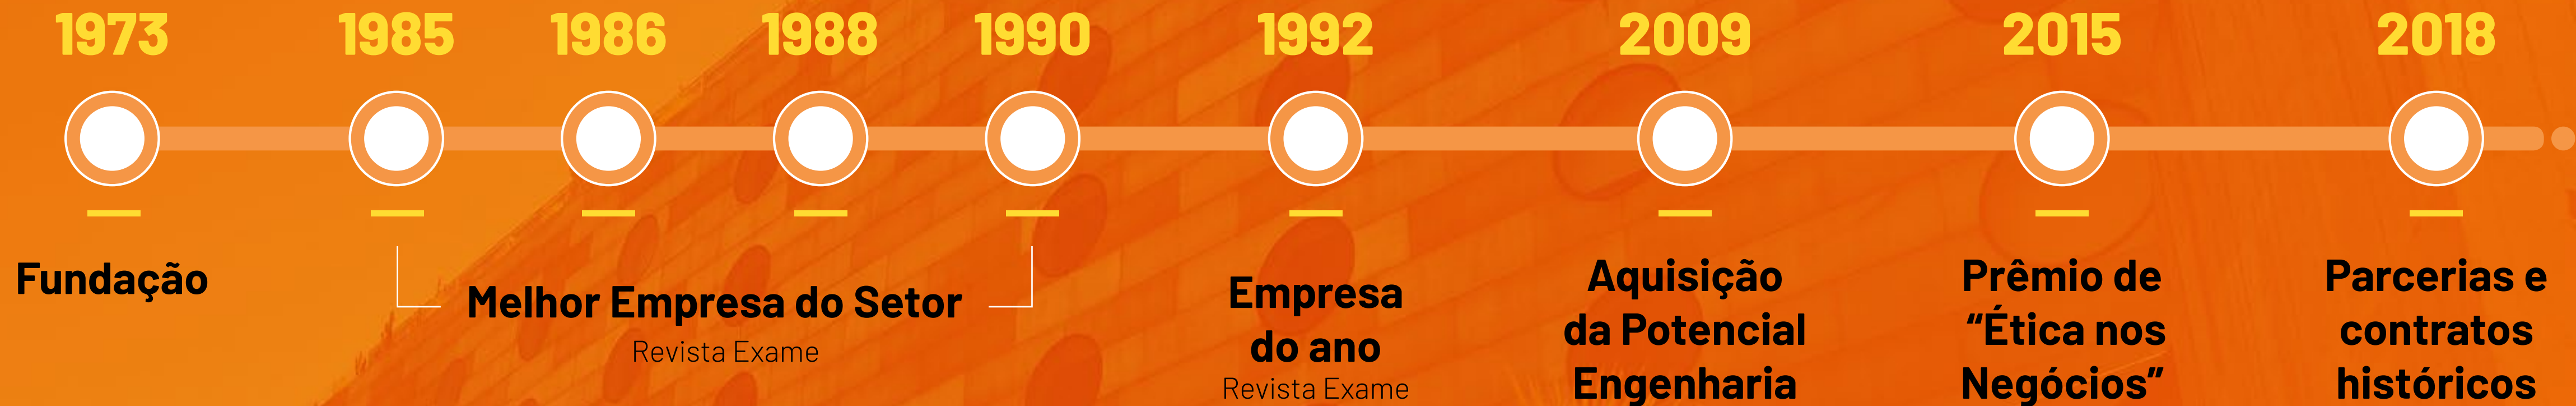 1973
1985
1986
1988
1990
1992
2009
2015
2018
Fundação
Melhor Empresa do Setor
Revista Exame
Empresa
do ano
Revista Exame
Aquisição
da Potencial
Engenharia
Prêmio de
“Ética nos
Negócios”
Parcerias e
contratos
históricos